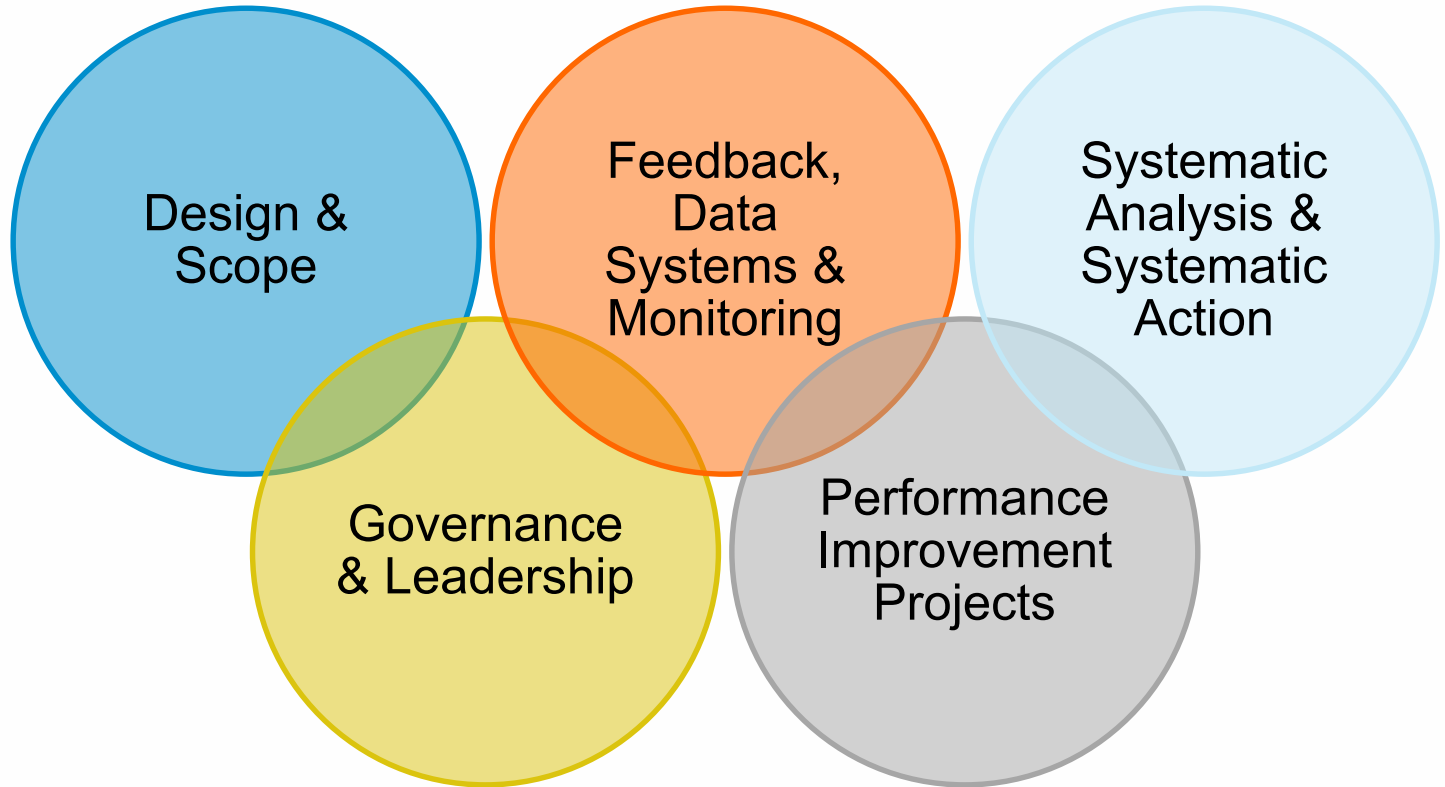 Design &
Scope
Feedback,
Data
Systems &
Monitoring
Systematic
Analysis &
Systematic
Action
Governance
& Leadership
Performance
Improvement
Projects